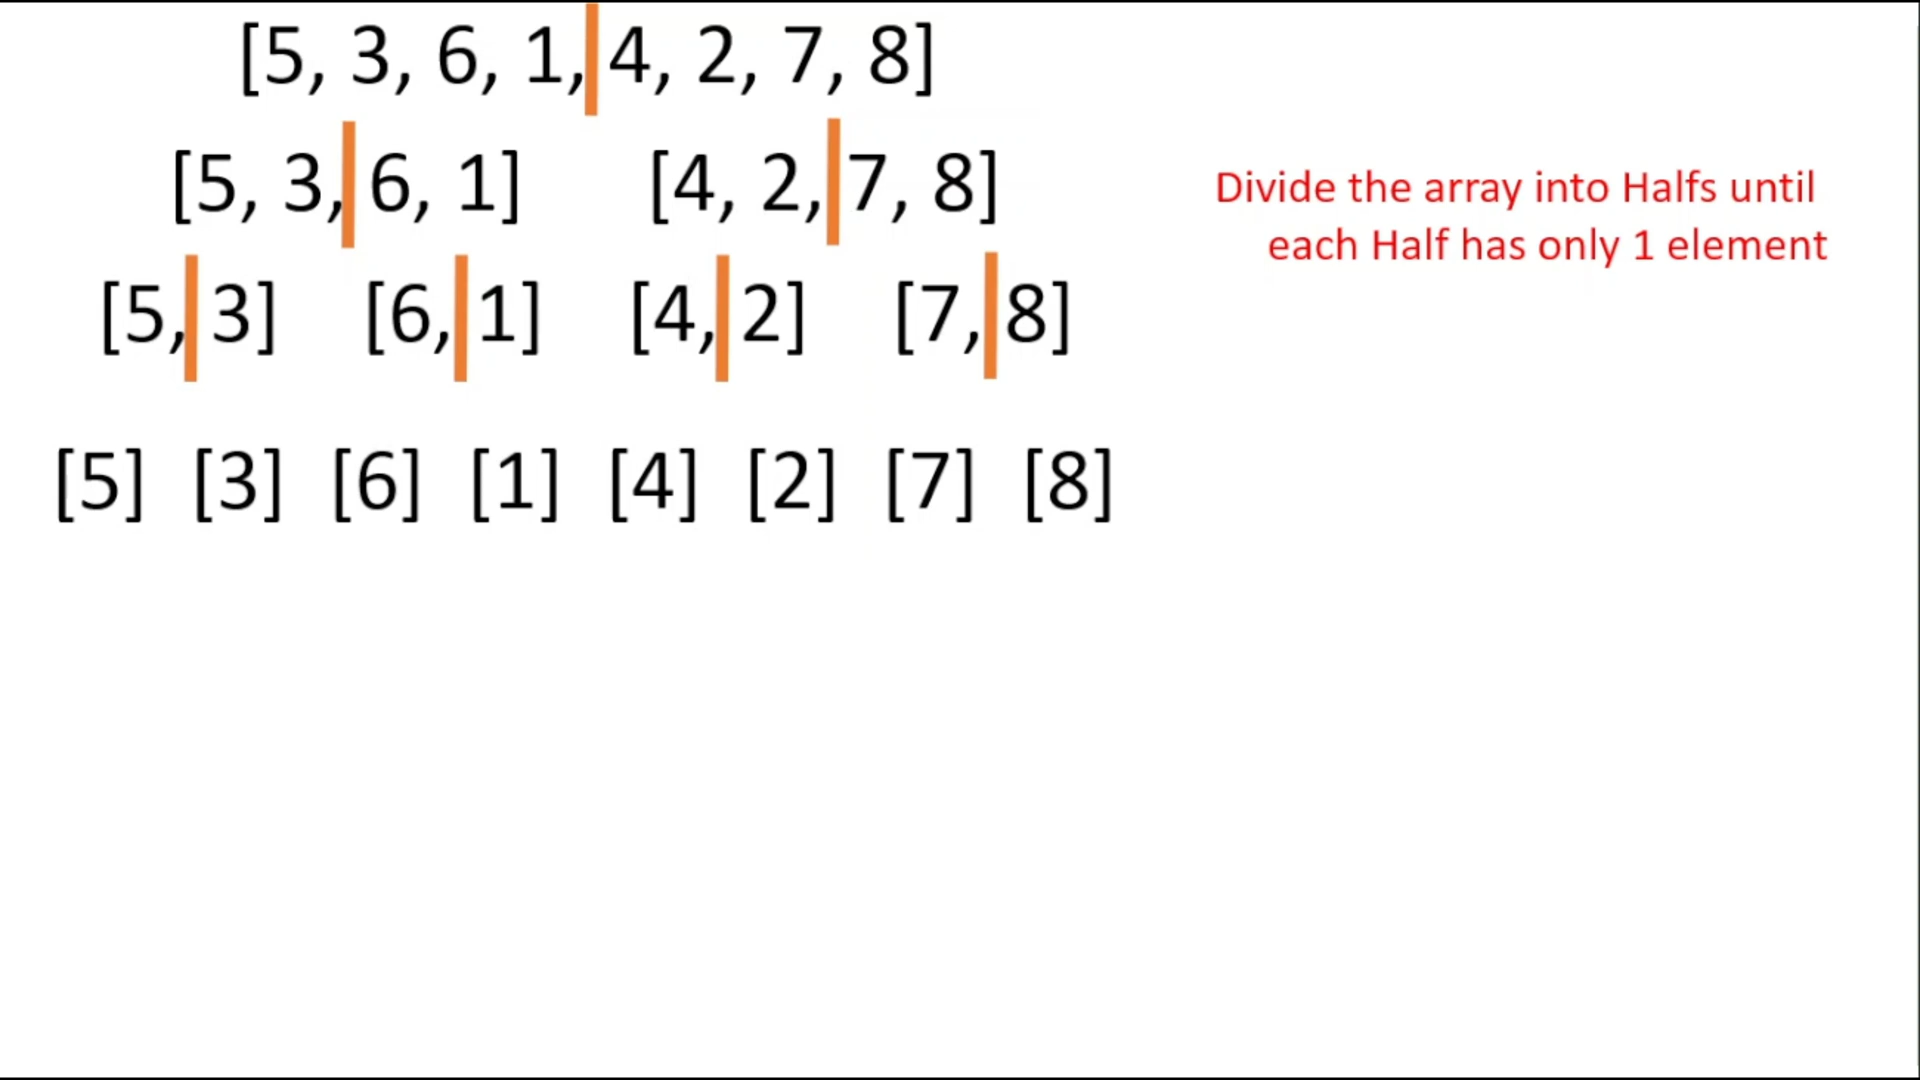 [5, 3, 6, 1, 4, 2, 7, 8]
[5, 3, 6, 1] [4, 2, 7, 8]
Divide the array into Halfs until
each Half has only 1 element
[5, 3] [6, 1] [4, 2] [7, 8]
[5] [3] [6] [1] [4] [2] [7] [8]